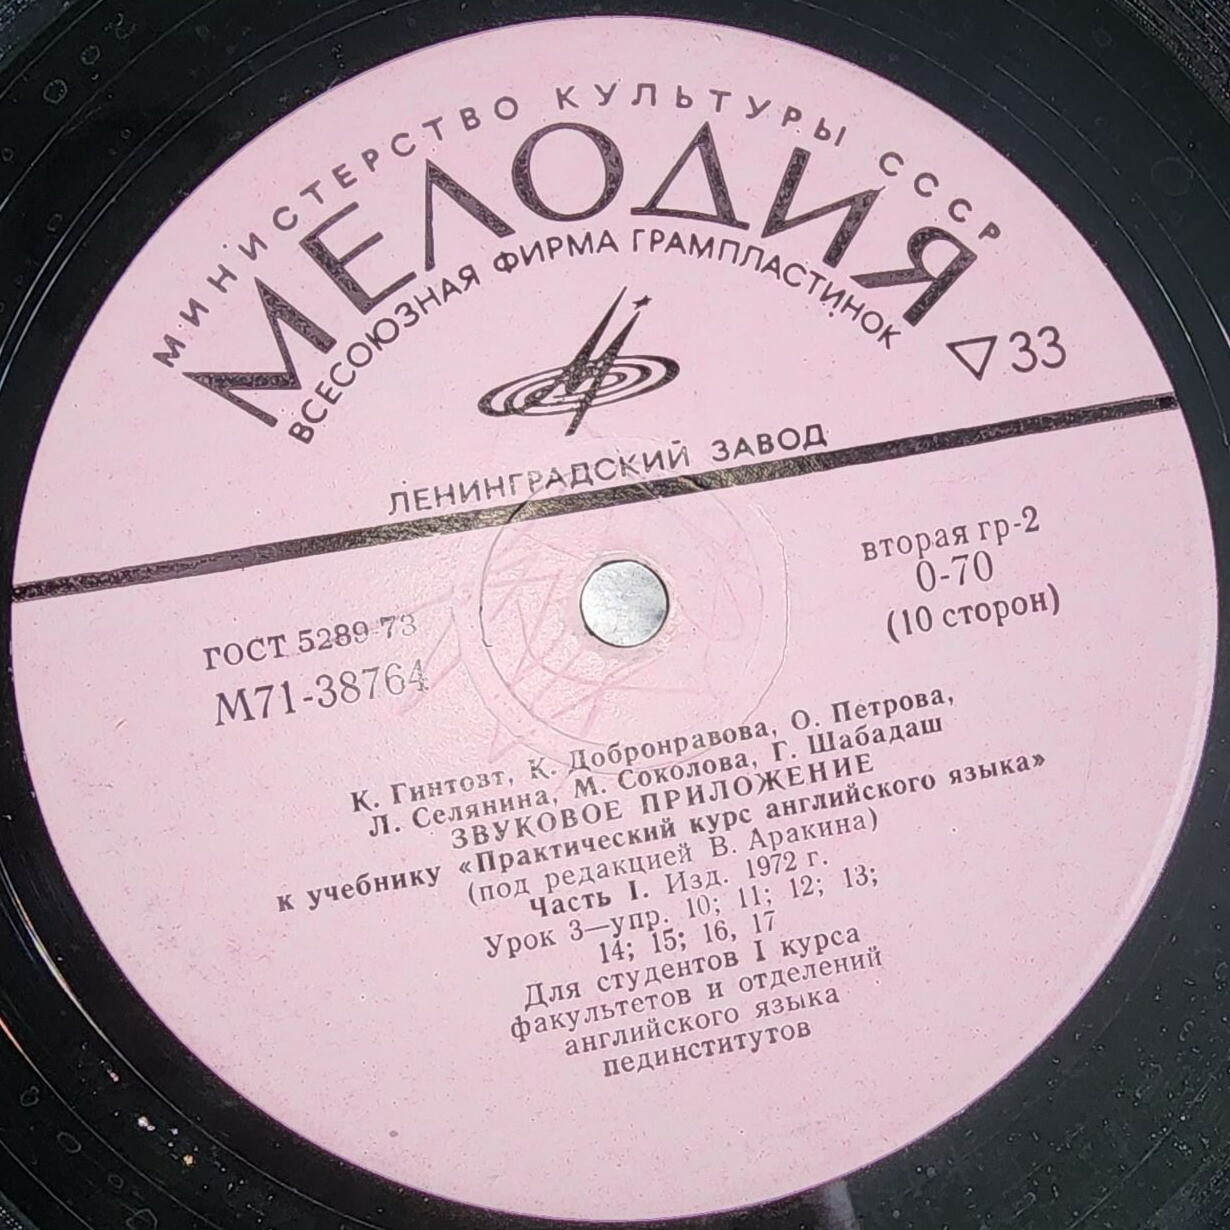 МИНИСТЕРСТВО КУЛЬТУРЫ СССР
МЕЛОДИЯ
ВСЕСОЮЗНАЯ ФИРМА ГРАМПЛАСТИНОК
33
ЛЕНИНГРАДСКИЙ ЗАВОД
вторая гр-2
0-70
(10 сторон)
ГОСТ 5289-73
М71-38764
К. Гинтовт, К. Добронравова, О. Петрова,
Л. Селянина, М. Соколова, Г. Шабадаш
ЗВУКОВОЕ ПРИЛОЖЕНИЕ
к учебнику «Практический курс английского языка»
(под редакцией В. Аракина)
Часть I. Изд. 1972 г.
Урок 3—упр. 10; 11; 12; 13;
14; 15; 16, 17
Для студентов I курса
факультетов и отделений
английского языка
пединститутов